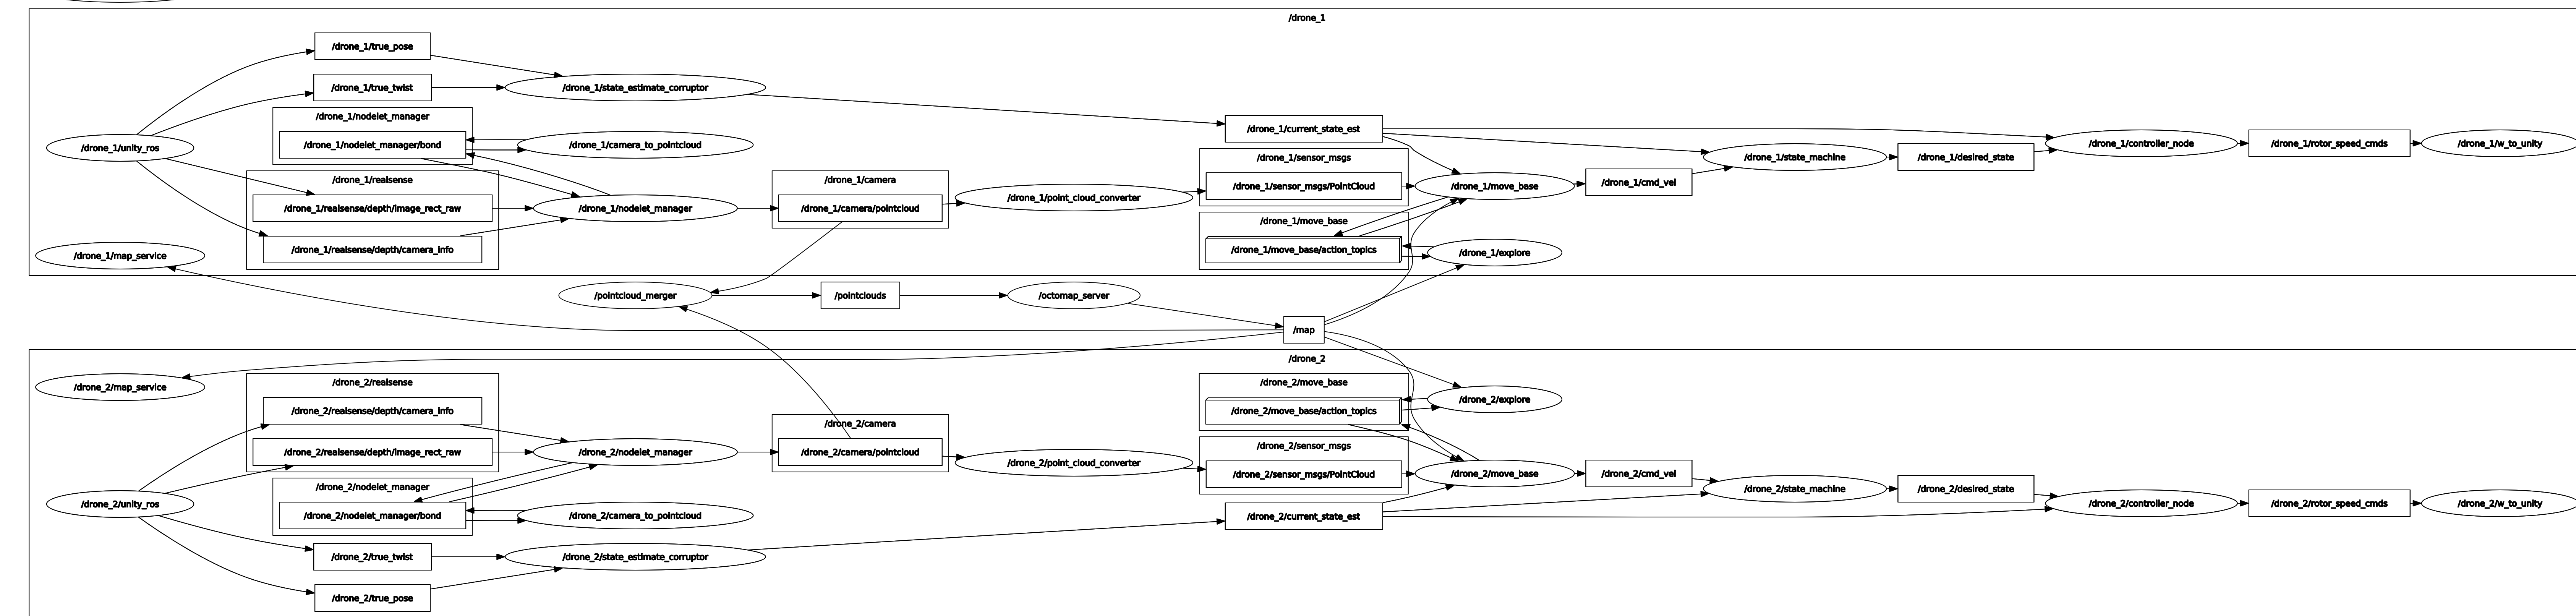 /drone_1
/drone_1/true_pose
/drone_1/true_twist
/drone_1/state_estimate_corruptor
/drone_1/nodelet_manager
/drone_1/nodelet_manager/bond
/drone_1/camera_to_pointcloud
/drone_1/unity_ros
/drone_1/current_state_est
/drone_1/controller_node
/drone_1/rotor_speed_cmds
/drone_1/w_to_unity
/drone_1/sensor_msgs
/drone_1/sensor_msgs/PointCloud
/drone_1/state_machine
/drone_1/desired_state
/drone_1/realsense
/drone_1/realsense/depth/image_rect_raw
/drone_1/nodelet_manager
/drone_1/camera
/drone_1/camera/pointcloud
/drone_1/point_cloud_converter
/drone_1/move_base
/drone_1/cmd_vel
/drone_1/realsense/depth/camera_info
/drone_1/move_base
/drone_1/move_base/action_topics
/drone_1/explore
/drone_1/map_service
/pointcloud_merger
/pointclouds
/octomap_server
/map
/drone_2
/drone_2/map_service
/drone_2/realsense
/drone_2/realsense/depth/camera_info
/drone_2/move_base
/drone_2/move_base/action_topics
/drone_2/explore
/drone_2/realsense/depth/image_rect_raw
/drone_2/nodelet_manager
/drone_2/camera
/drone_2/camera/pointcloud
/drone_2/point_cloud_converter
/drone_2/sensor_msgs
/drone_2/sensor_msgs/PointCloud
/drone_2/move_base
/drone_2/cmd_vel
/drone_2/state_machine
/drone_2/desired_state
/drone_2/unity_ros
/drone_2/nodelet_manager
/drone_2/nodelet_manager/bond
/drone_2/camera_to_pointcloud
/drone_2/current_state_est
/drone_2/controller_node
/drone_2/rotor_speed_cmds
/drone_2/w_to_unity
/drone_2/true_twist
/drone_2/state_estimate_corruptor
/drone_2/true_pose